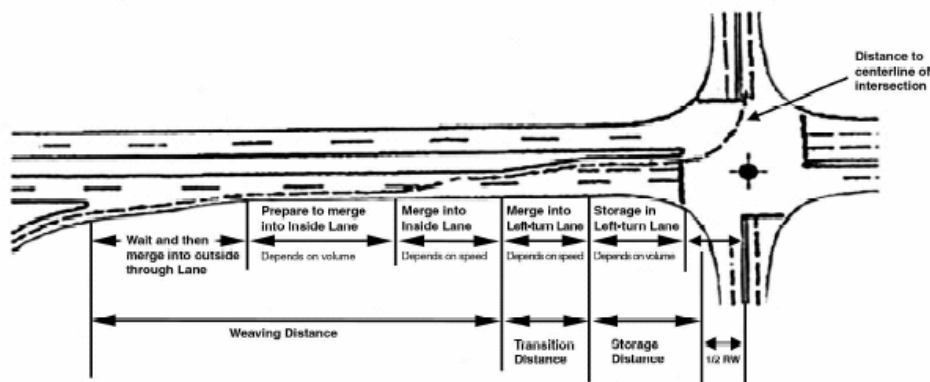 Distance to
centerline of
intersection
Wait and then
merge into outside
through Lane
Prepare to merge
into Inside Lane
Depends on volume
Merge into
Inside Lane
Depends on speed
Merge into
Left-turn Lane
Depends on speed
Storage in
Left-turn Lane
Depends on volume
Weaving Distance
Transition
Distance
Storage
Distance
1/2 RW